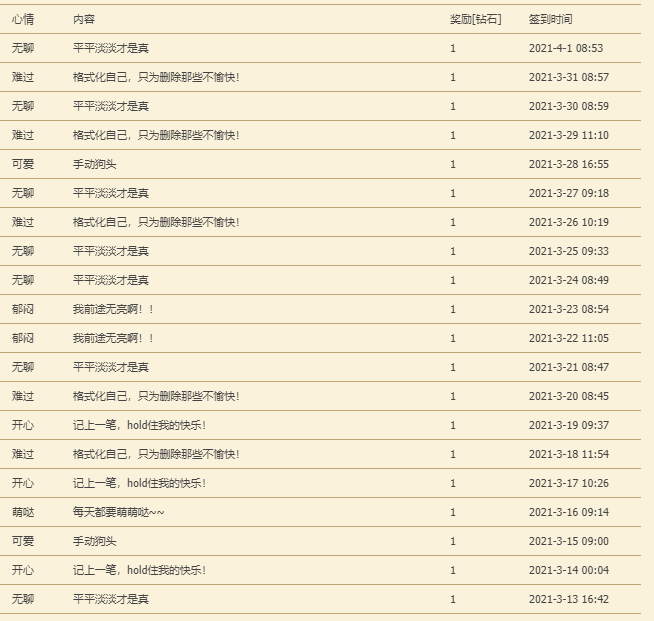 心情 内容 奖励[钻石] 签到时间
无聊 平平淡淡才是真 1 2021-4-1 08:53
难过 格式化自己，只为删除那些不愉快！ 1 2021-3-31 08:57
无聊 平平淡淡才是真 1 2021-3-30 08:59
难过 格式化自己，只为删除那些不愉快！ 1 2021-3-29 11:10
可爱 手动狗头 1 2021-3-28 16:55
无聊 平平淡淡才是真 1 2021-3-27 09:18
难过 格式化自己，只为删除那些不愉快！ 1 2021-3-26 10:19
无聊 平平淡淡才是真 1 2021-3-25 09:33
无聊 平平淡淡才是真 1 2021-3-24 08:49
郁闷 我前途无亮啊！！ 1 2021-3-23 08:54
郁闷 我前途无亮啊！！ 1 2021-3-22 11:05
无聊 平平淡淡才是真 1 2021-3-21 08:47
难过 格式化自己，只为删除那些不愉快！ 1 2021-3-20 08:45
开心 记上一笔，hold住我的快乐！ 1 2021-3-19 09:37
难过 格式化自己，只为删除那些不愉快！ 1 2021-3-18 11:54
开心 记上一笔，hold住我的快乐！ 1 2021-3-17 10:26
萌哒 每天都要萌萌哒~~ 1 2021-3-16 09:14
可爱 手动狗头 1 2021-3-15 09:00
开心 记上一笔，hold住我的快乐！ 1 2021-3-14 00:04
无聊 平平淡淡才是真 1 2021-3-13 16:42